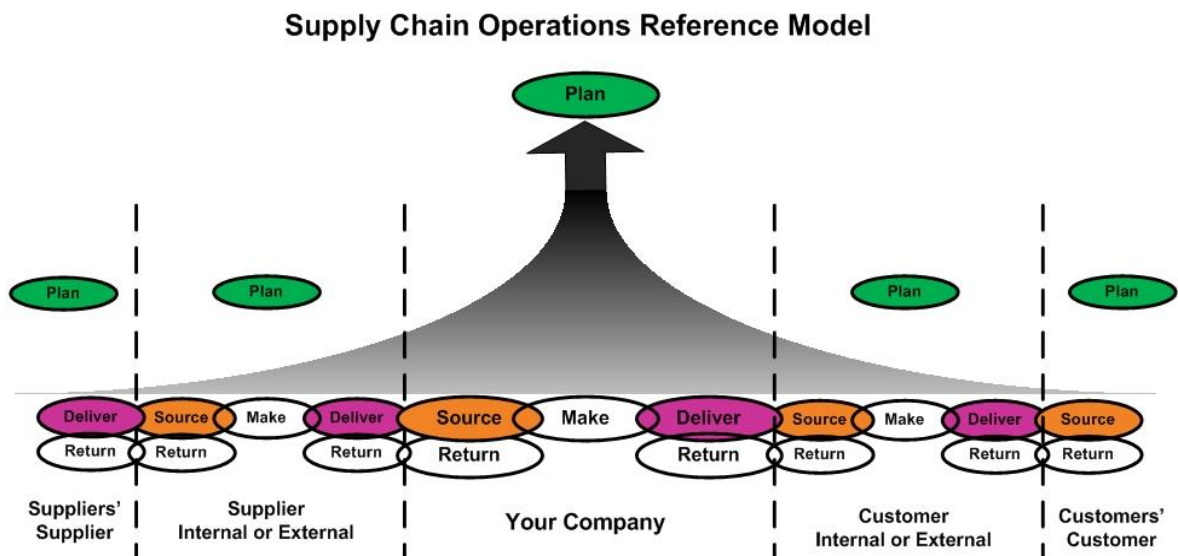 Supply Chain Operations Reference Model
Plan
Plan
Plan
Plan
Plan
Deliver
Source
Make
Deliver
Source
Make
Deliver
Source
Make
Deliver
Source
Return
Return
Return
Return
Return
Return
Return
Return
Suppliers’
Supplier
Supplier
Internal or External
Your Company
Customer
Internal or External
Customers’
Customer